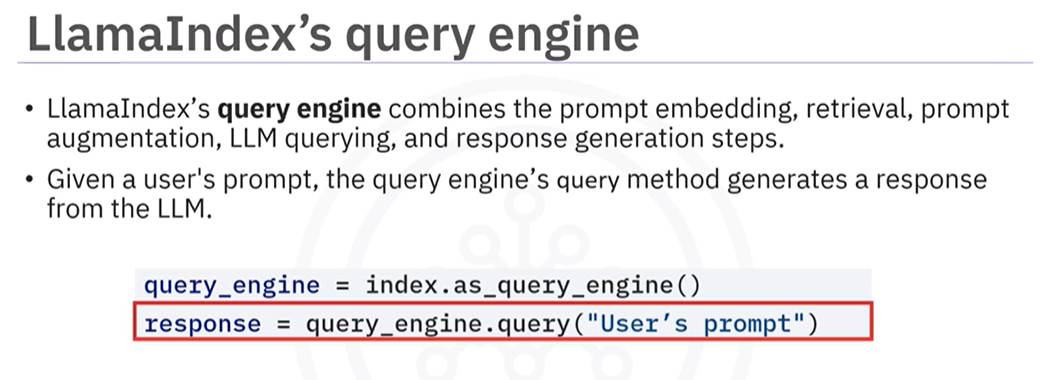 LlamaIndex’s query engine
• LlamaIndex’s query engine combines the prompt embedding, retrieval, prompt
augmentation, LLM querying, and response generation steps.
• Given a user's prompt, the query engine’s query method generates a response
from the LLM.
query_engine = index.as_query_engine()
response = query_engine.query("User’s prompt")